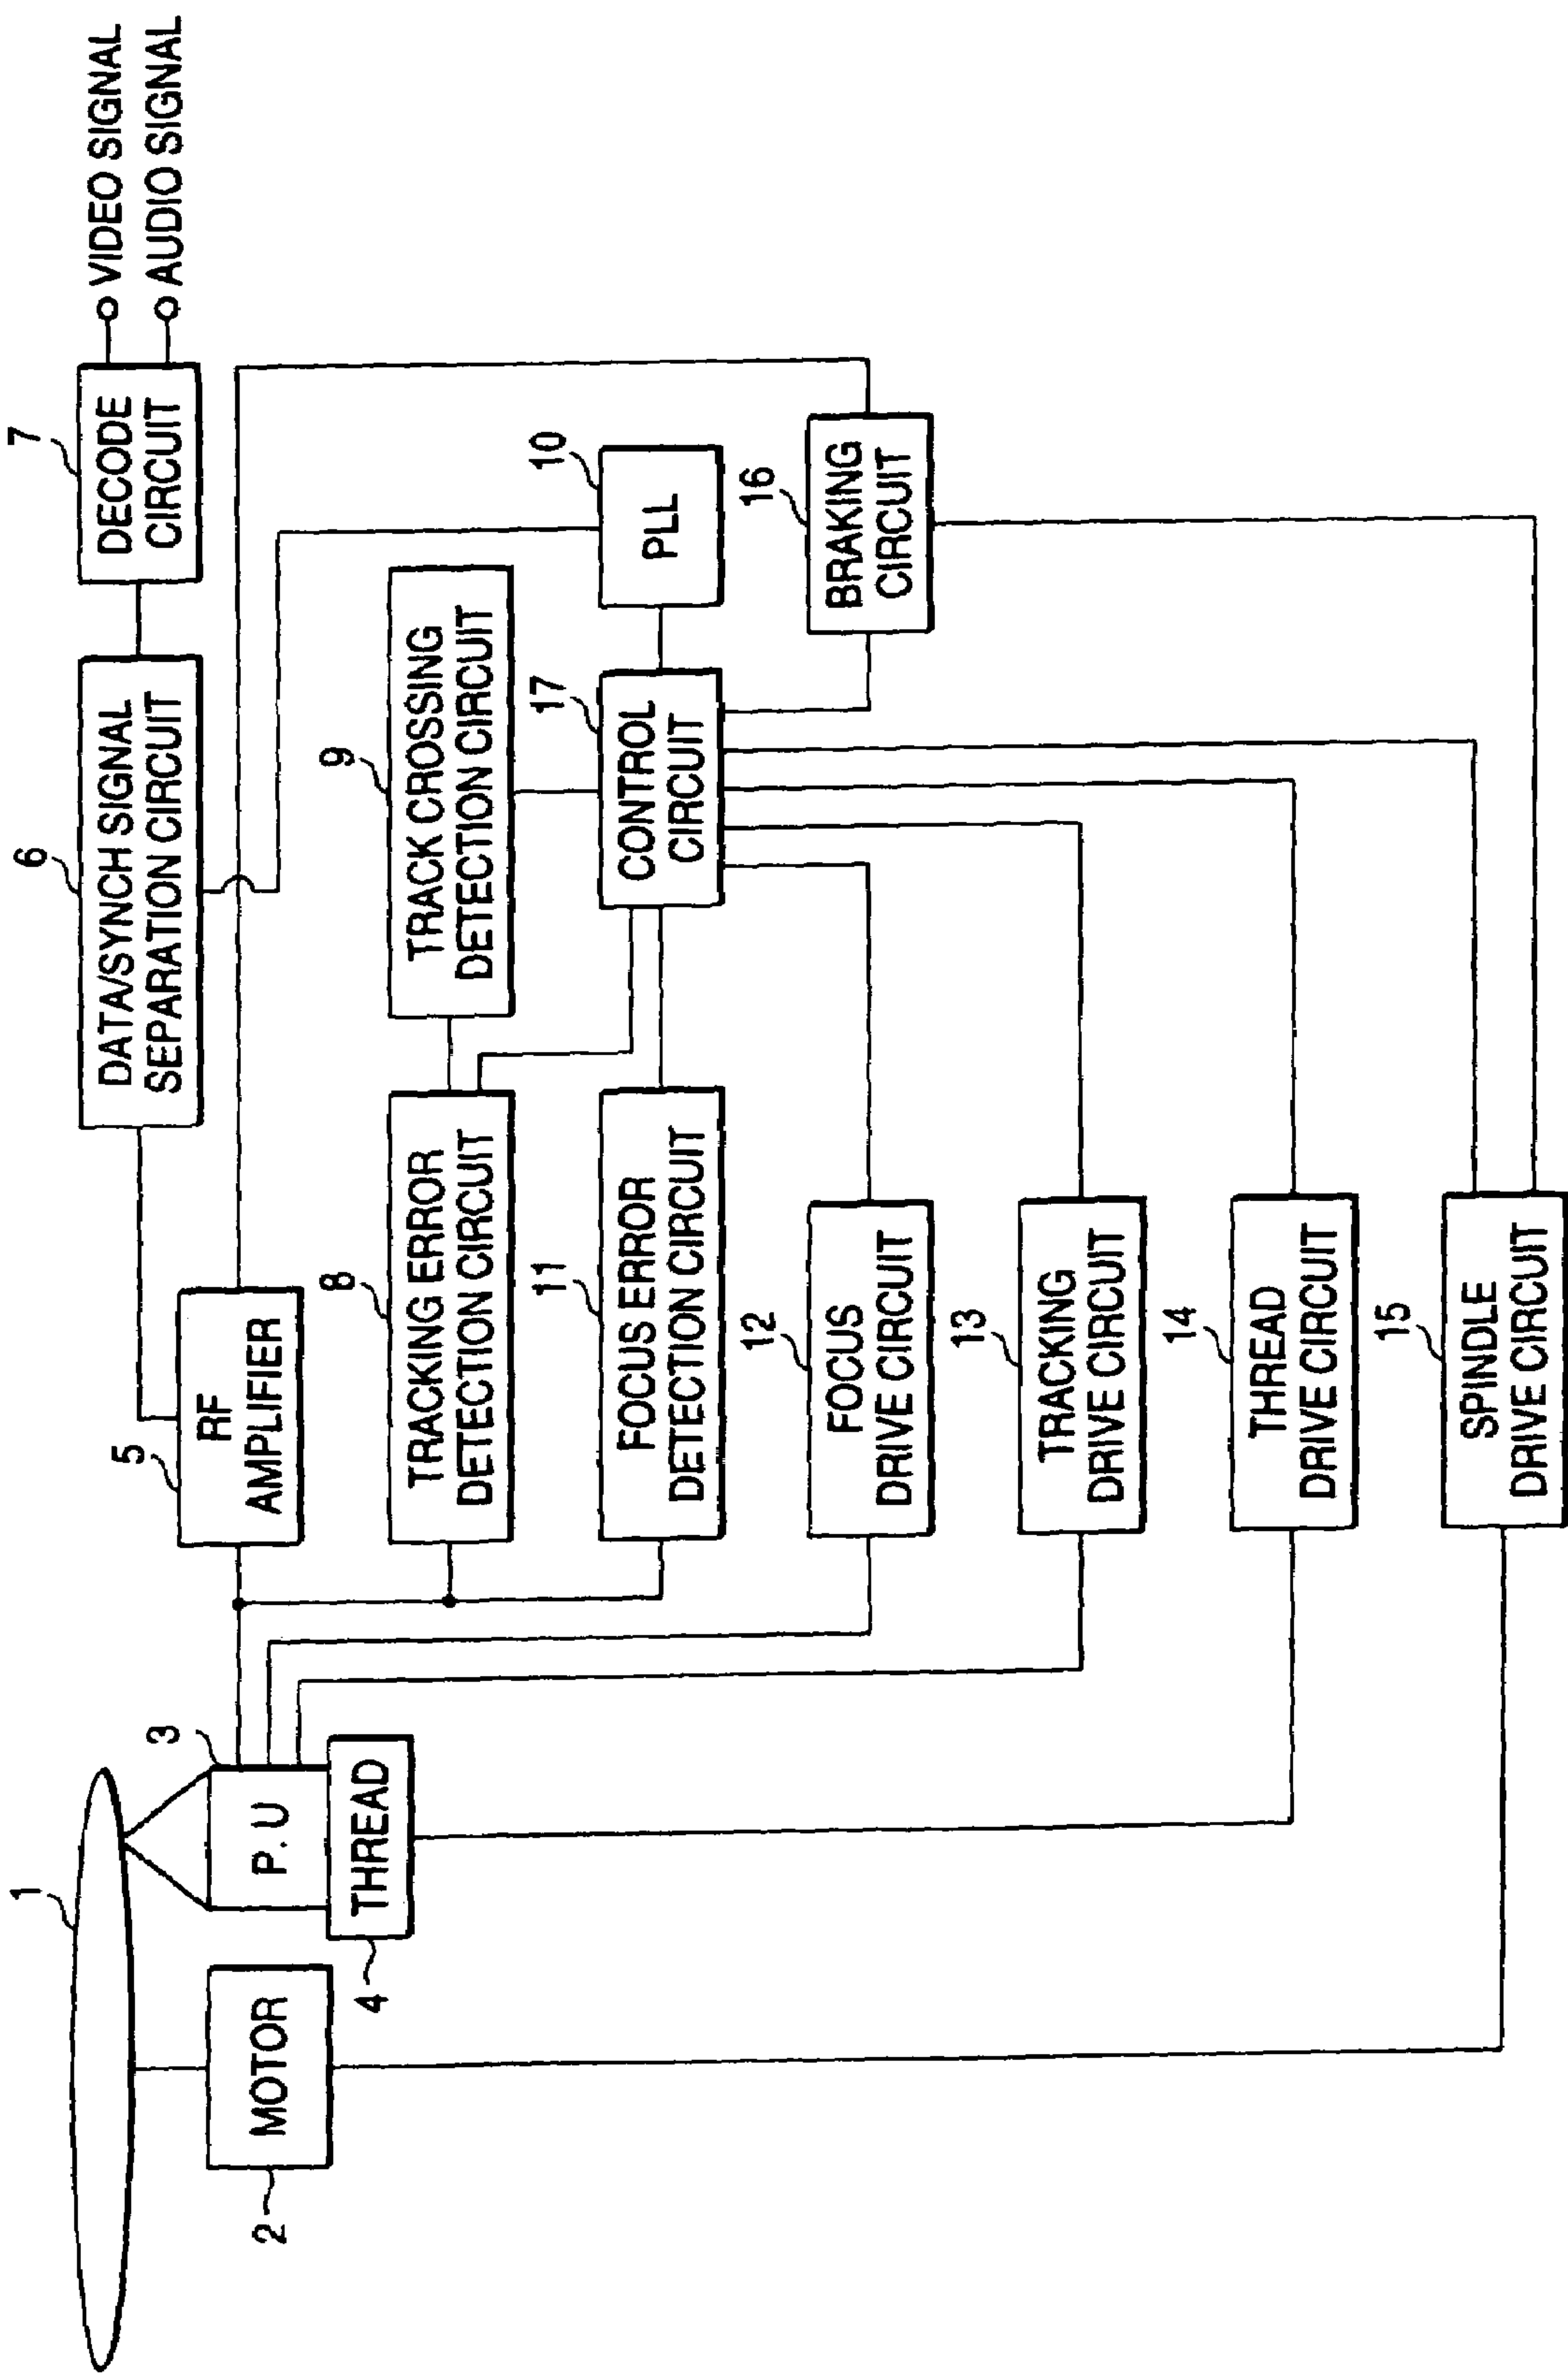 1
2
MOTOR
3
P. U
4
THREAD
5
RF
AMPLIFIER
6
DATA/SYNCH SIGNAL
SEPARATION CIRCUIT
7
DECODE
CIRCUIT
VIDEO SIGNAL
AUDIO SIGNAL
8
TRACKING ERROR
DETECTION CIRCUIT
9
TRACK CROSSING
DETECTION CIRCUIT
11
FOCUS ERROR
DETECTION CIRCUIT
17
CONTROL
CIRCUIT
10
PLL
12
FOCUS
DRIVE CIRCUIT
16
BRAKING
CIRCUIT
13
TRACKING
DRIVE CIRCUIT
14
THREAD
DRIVE CIRCUIT
15
SPINDLE
DRIVE CIRCUIT